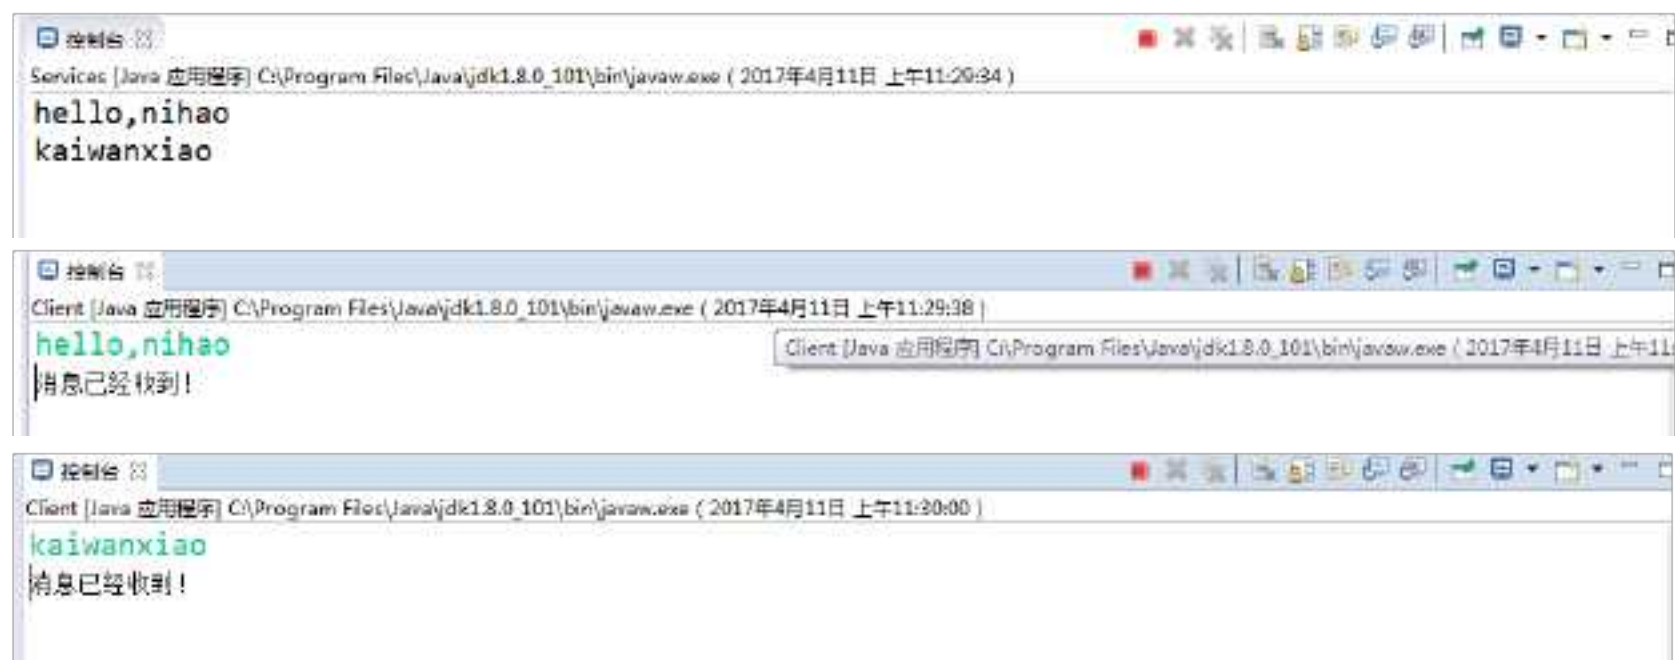 控制台
Services [Java 应用程序] C:\Program Files\Java\jdk1.8.0_101\bin\javaw.exe ( 2017年4月11日 上午11:29:34 )
hello,nihao
kaiwanxiao
控制台
Client [Java 应用程序] C:\Program Files\Java\jdk1.8.0_101\bin\javaw.exe ( 2017年4月11日 上午11:29:38 )
hello,nihao
Client [Java 应用程序] C:\Program Files\Java\jdk1.8.0_101\bin\javaw.exe ( 2017年4月11日 上午11:
消息已经收到!
控制台
Client [Java 应用程序] C:\Program Files\Java\jdk1.8.0_101\bin\javaw.exe ( 2017年4月11日 上午11:30:00 )
kaiwanxiao
消息已经收到!